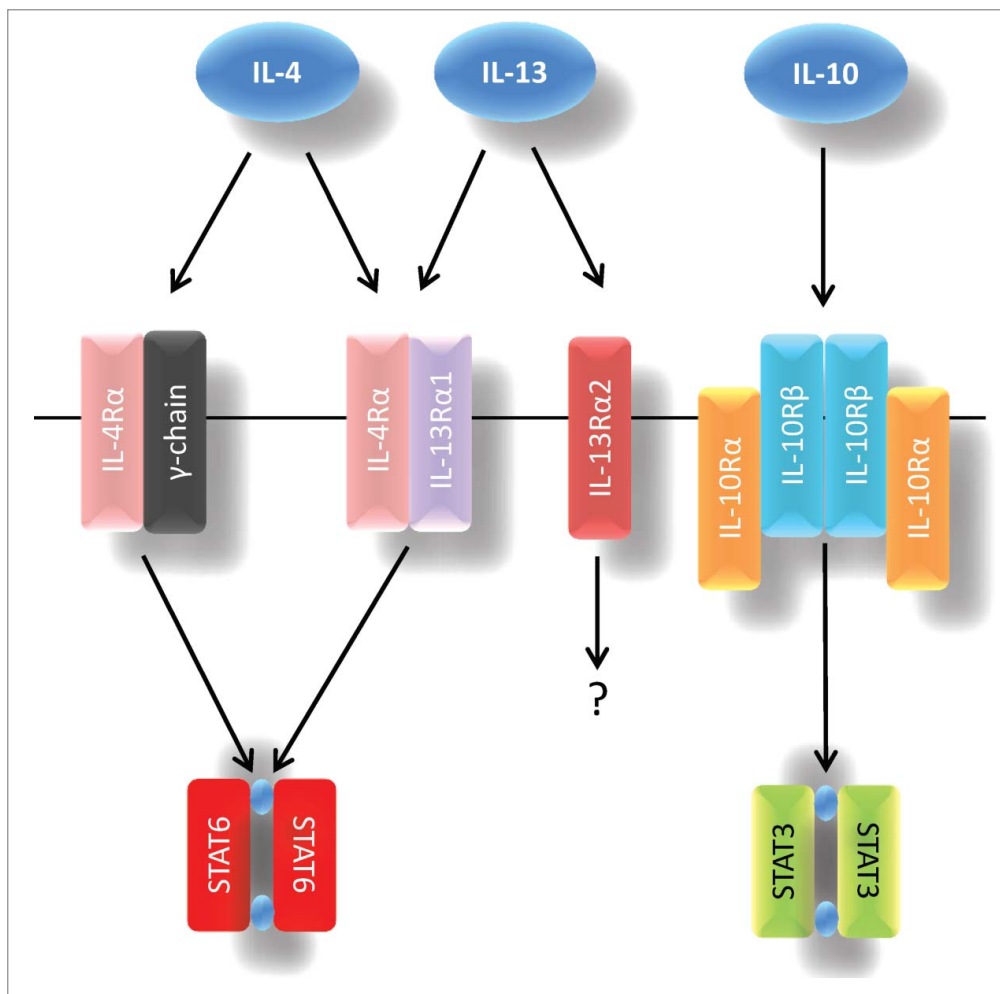 IL-4
IL-13
IL-10
IL-4Rα
γ-chain
IL-4Rα
IL-13Rα1
IL-13Rα2
IL-10Rα
IL-10Rβ
IL-10Rβ
IL-10Rα
?
STAT6
STAT6
STAT3
STAT3